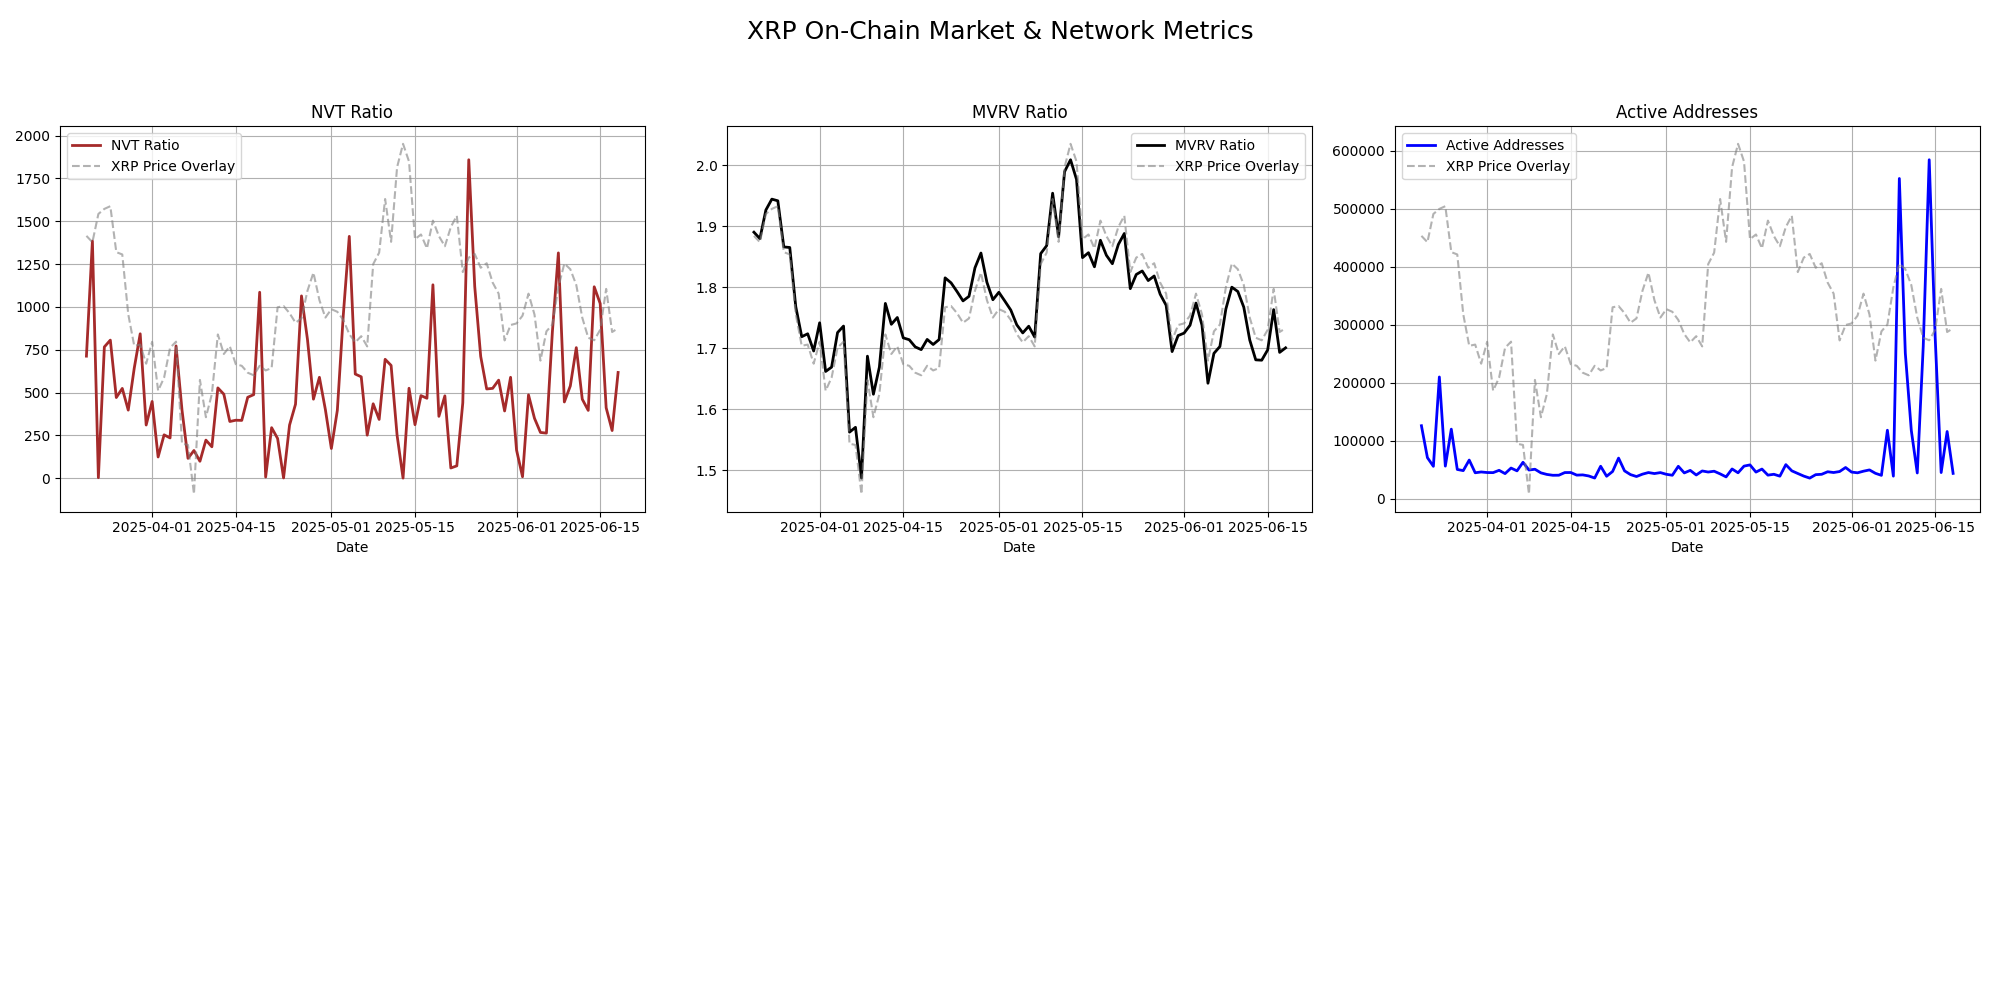 XRP On-Chain Market & Network Metrics
NVT Ratio
NVT Ratio
XRP Price Overlay
2000
1750
1500
1250
1000
750
500
250
0
2025-04-01 2025-04-15 2025-05-01 2025-05-15 2025-06-01 2025-06-15
Date
MVRV Ratio
MVRV Ratio
XRP Price Overlay
2.0
1.9
1.8
1.7
1.6
1.5
2025-04-01 2025-04-15 2025-05-01 2025-05-15 2025-06-01 2025-06-15
Date
Active Addresses
Active Addresses
XRP Price Overlay
600000
500000
400000
300000
200000
100000
0
2025-04-01 2025-04-15 2025-05-01 2025-05-15 2025-06-01 2025-06-15
Date